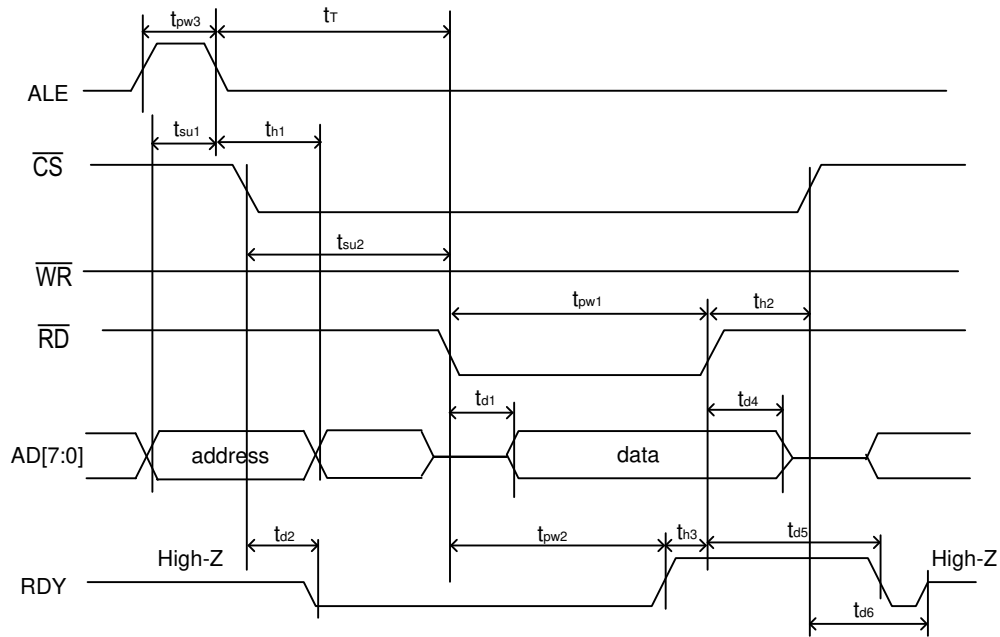 tpw3 tT
ALE
tsu1 th1
CS
tsu2
WR
tpw1 th2
RD
td1 td4
AD[7:0] address data
td2 tpw2 th3 td5
High-Z High-Z
RDY
td6